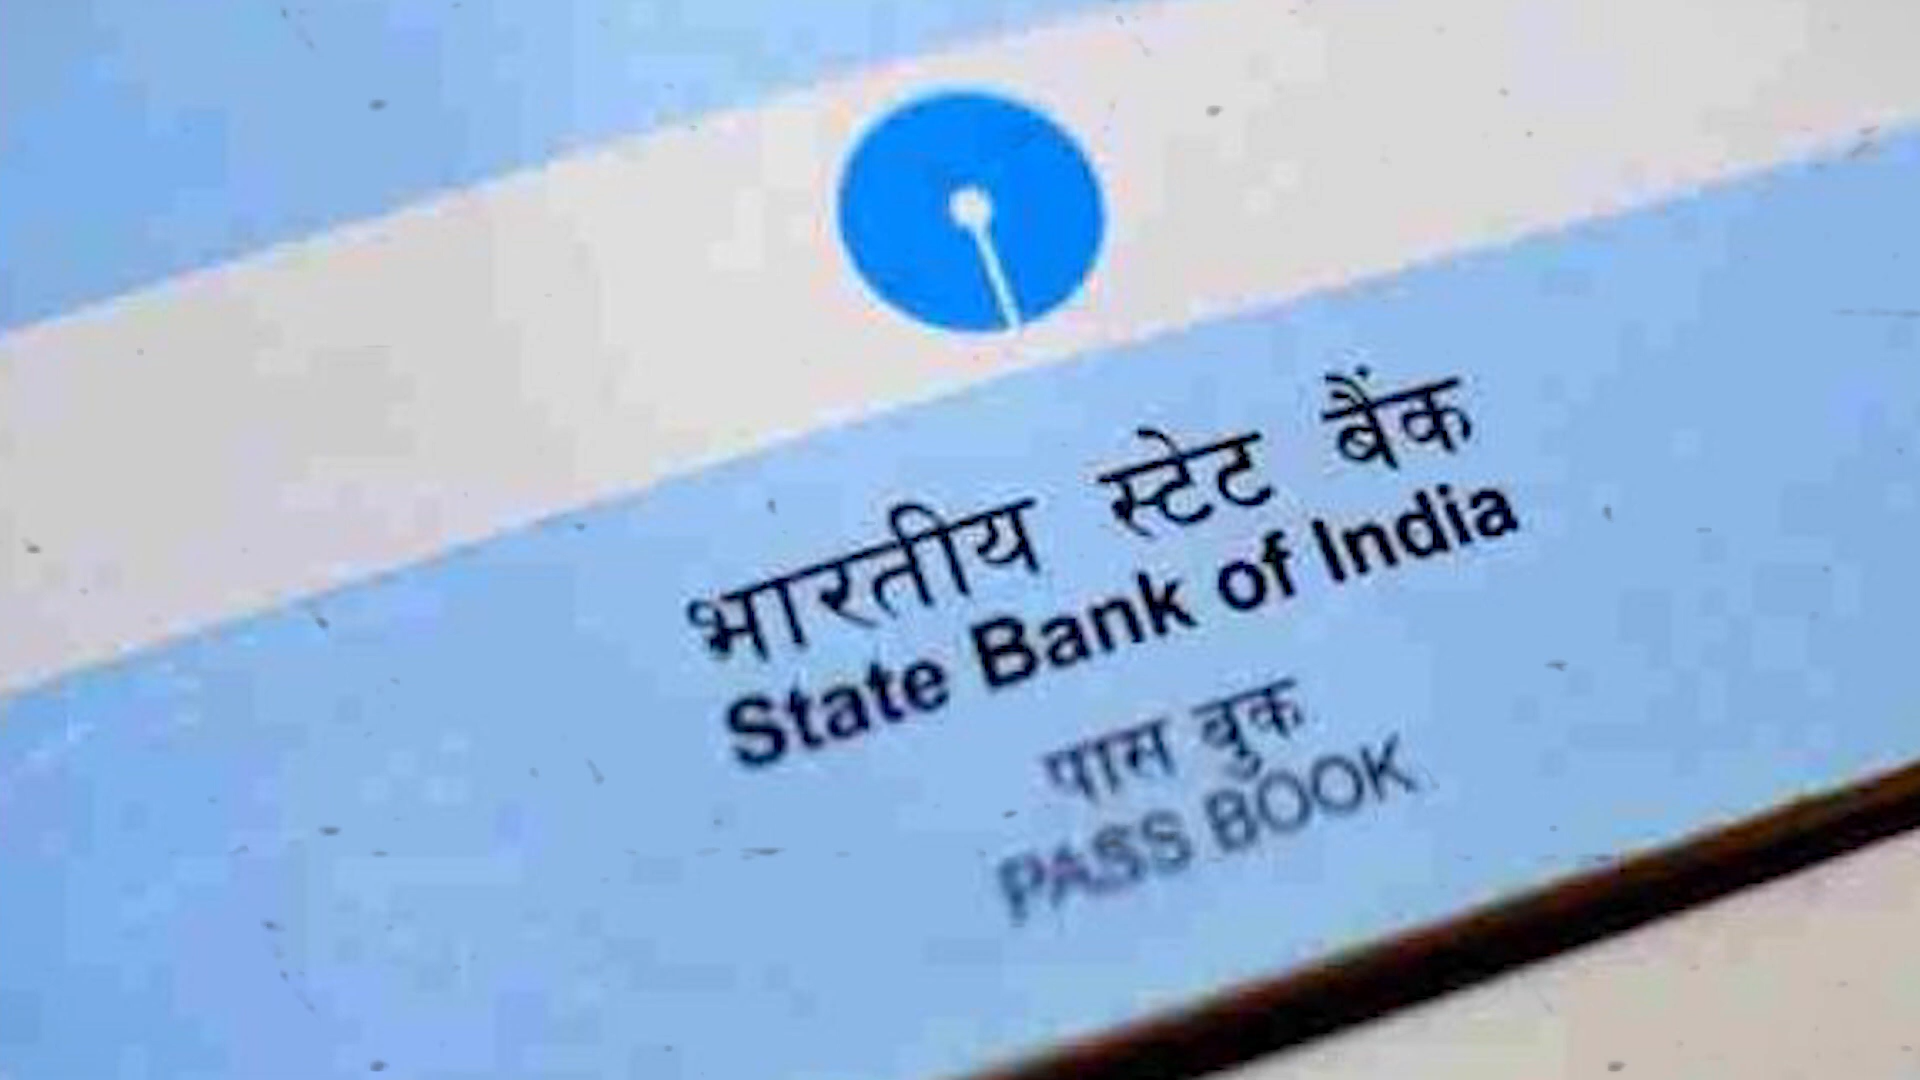 भारतीय स्टेट बैंक
State Bank of India
पास बुक
PASS BOOK